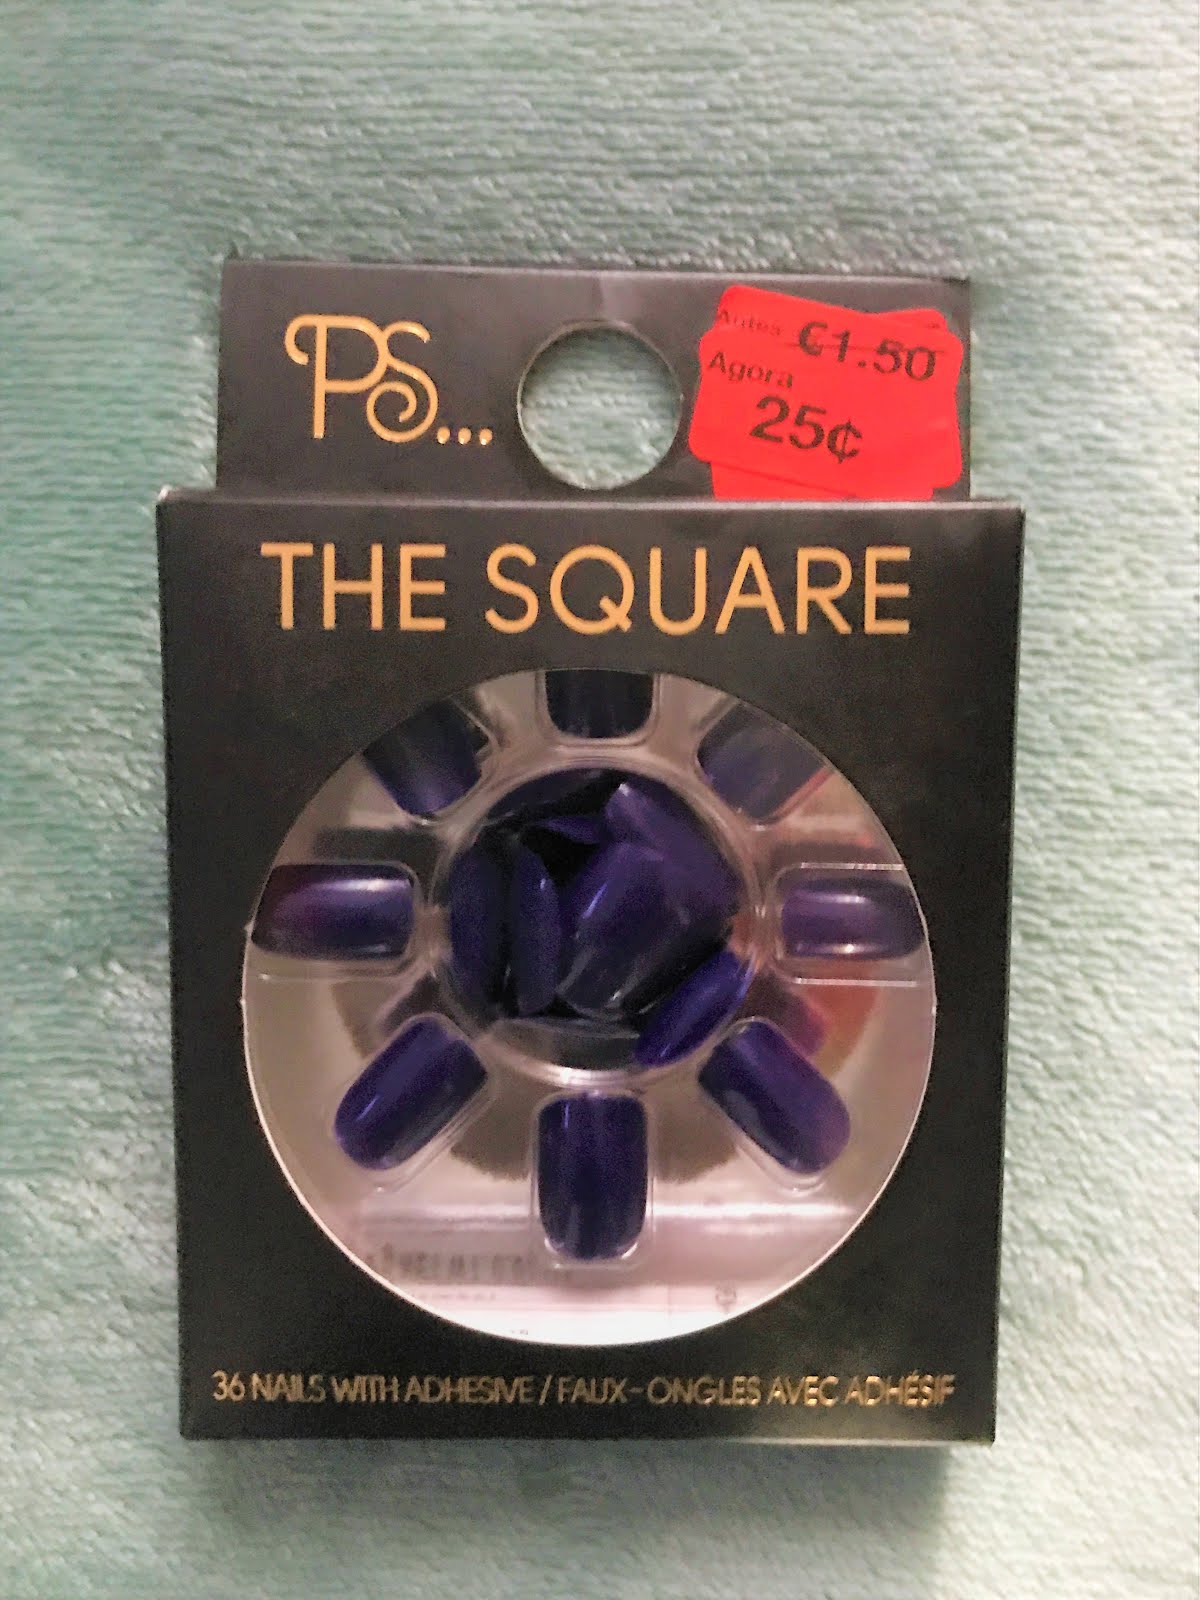 PS...
Antes €1.50
Agora
25¢
THE SQUARE
36 NAILS WITH ADHESIVE / FAUX-ONGLES AVEC ADHÉSIF